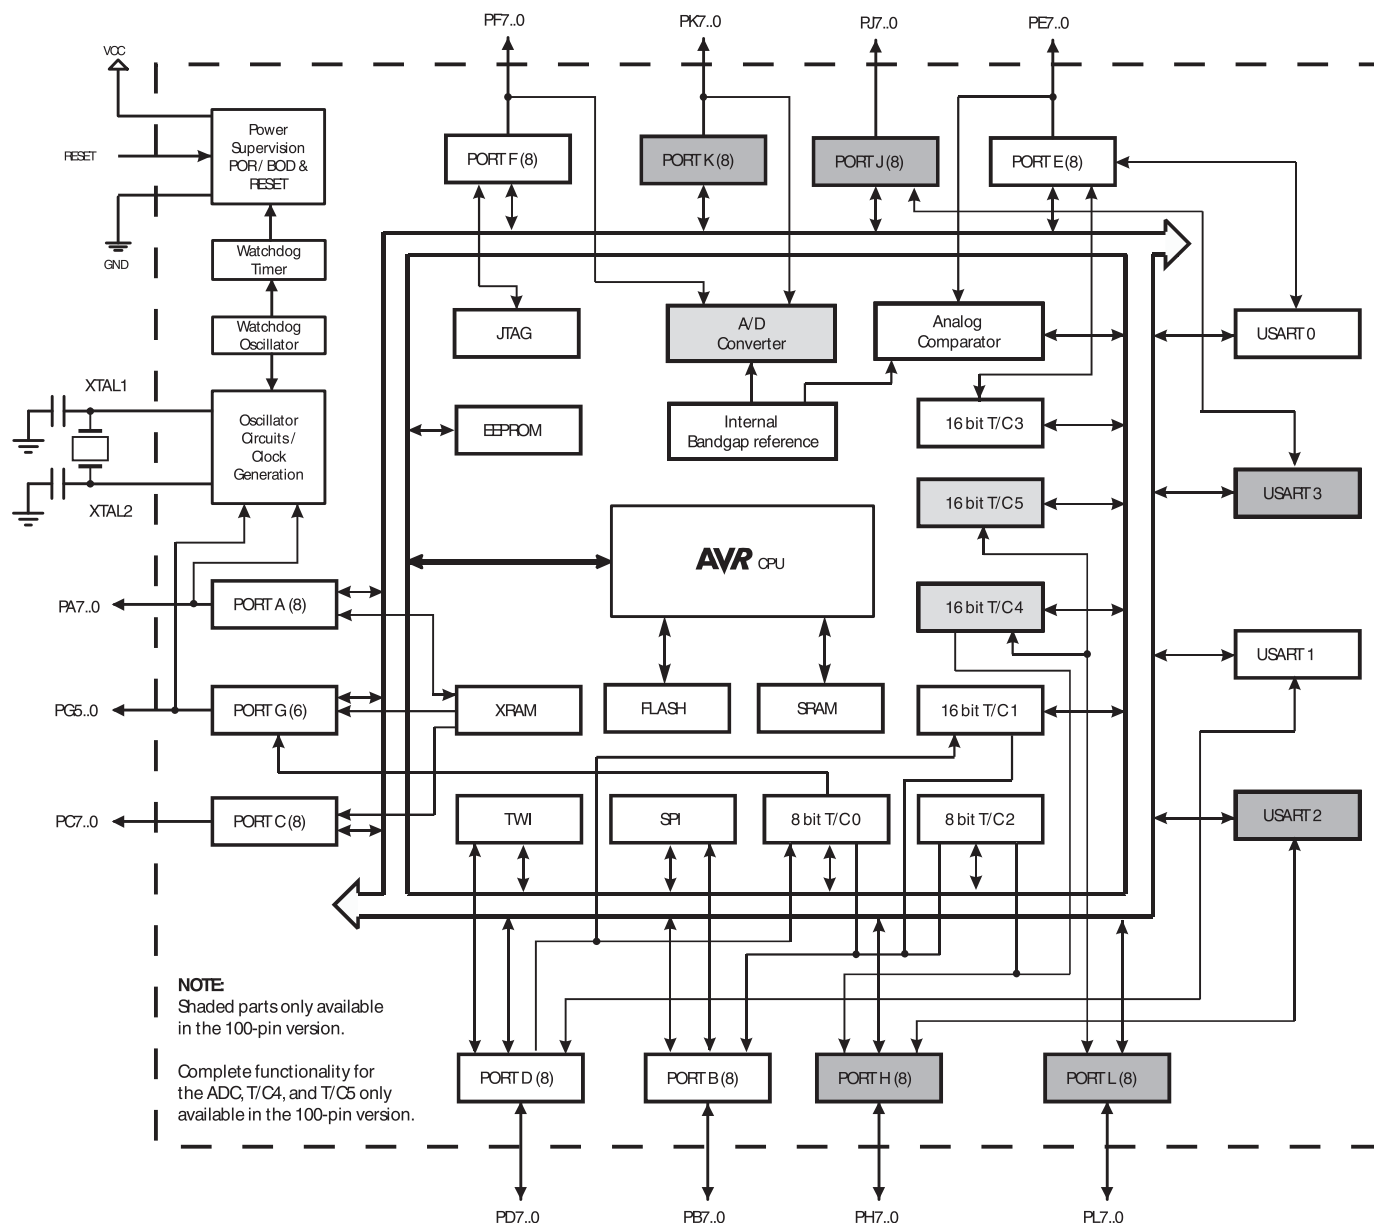 PF7..0
PK7..0
PJ7..0
PE7..0
VCC
RESET
GND
Power
Supervision
POR / BOD &
RESET
PORT F (8)
PORT K (8)
PORT J (8)
PORT E (8)
Watchdog
Timer
Watchdog
Oscillator
XTAL1
XTAL2
Oscillator
Circuits /
Clock
Generation
JTAG
A/D
Converter
Analog
Comparator
USART 0
EEPROM
Internal
Bandgap reference
16 bit T/C3
16 bit T/C5
USART 3
AVR CPU
16 bit T/C4
PA7..0
PORT A (8)
USART 1
PG5..0
PORT G (6)
XRAM
FLASH
SRAM
16 bit T/C1
PC7..0
PORT C (8)
TWI
SPI
8 bit T/C0
8 bit T/C2
USART 2
NOTE:
Shaded parts only available
in the 100-pin version.
Complete functionality for
the ADC, T/C4, and T/C5 only
available in the 100-pin version.
PORT D (8)
PORT B (8)
PORT H (8)
PORT L (8)
PD7..0
PB7..0
PH7..0
PL7..0